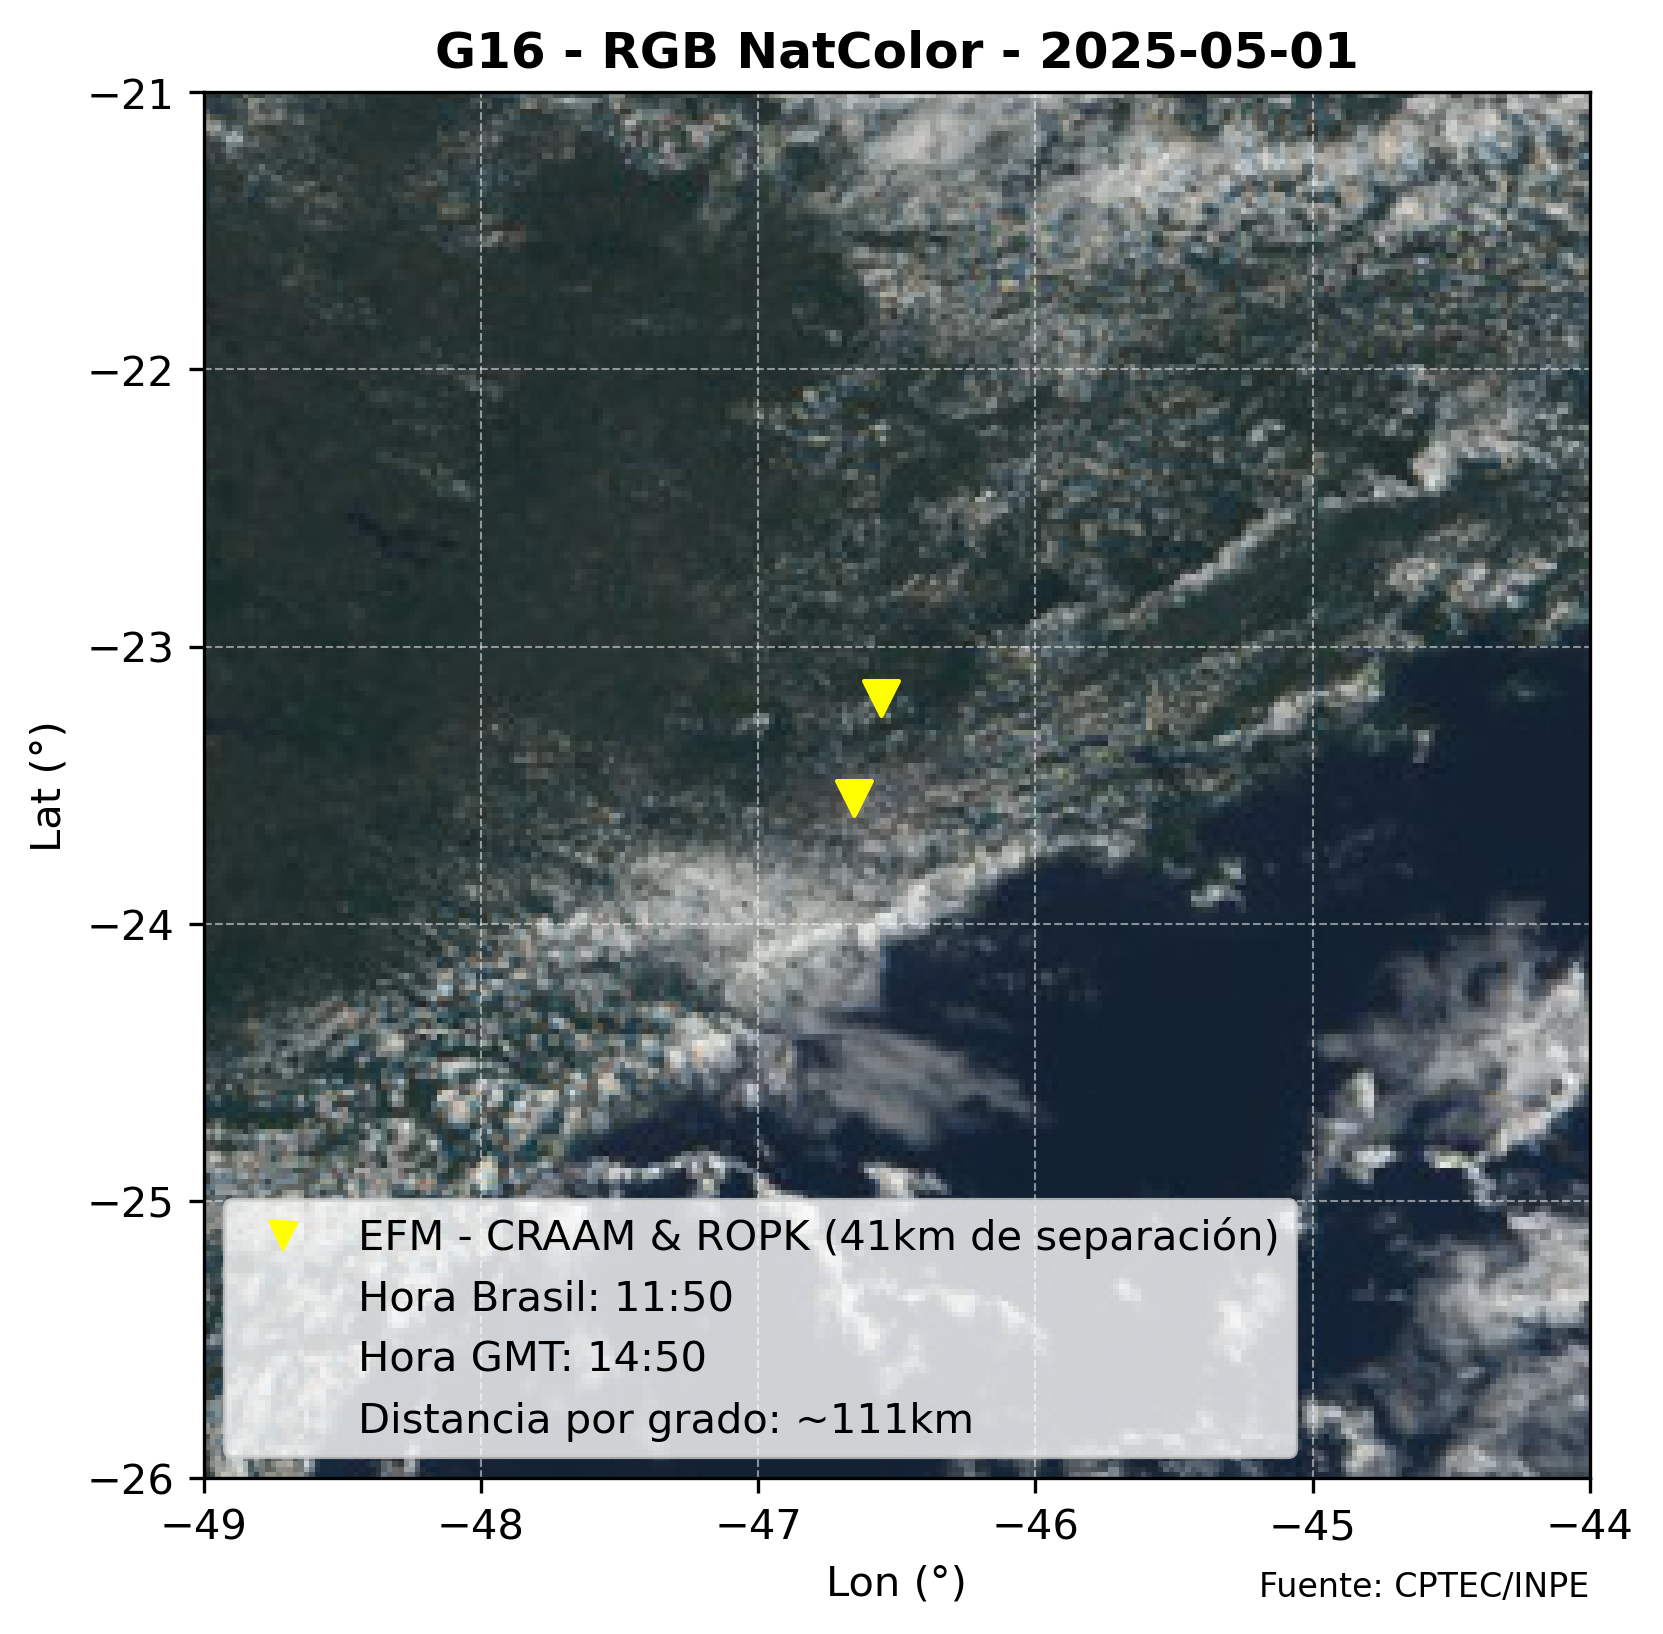 G16 - RGB NatColor - 2025-05-01
−21
−22
−23
−24
−25
−26
Lat (°)
EFM - CRAAM & ROPK (41km de separación)
Hora Brasil: 11:50
Hora GMT: 14:50
Distancia por grado: ~111km
−49 −48 −47 −46 −45 −44
Lon (°)
Fuente: CPTEC/INPE